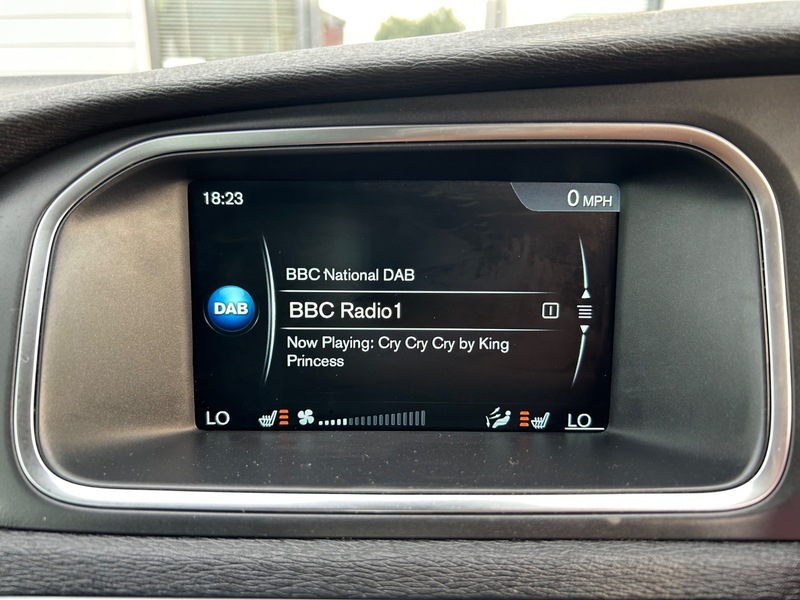 18:23
0 MPH
BBC National DAB
DAB
BBC Radio1
Now Playing: Cry Cry Cry by King
Princess
LO
LO